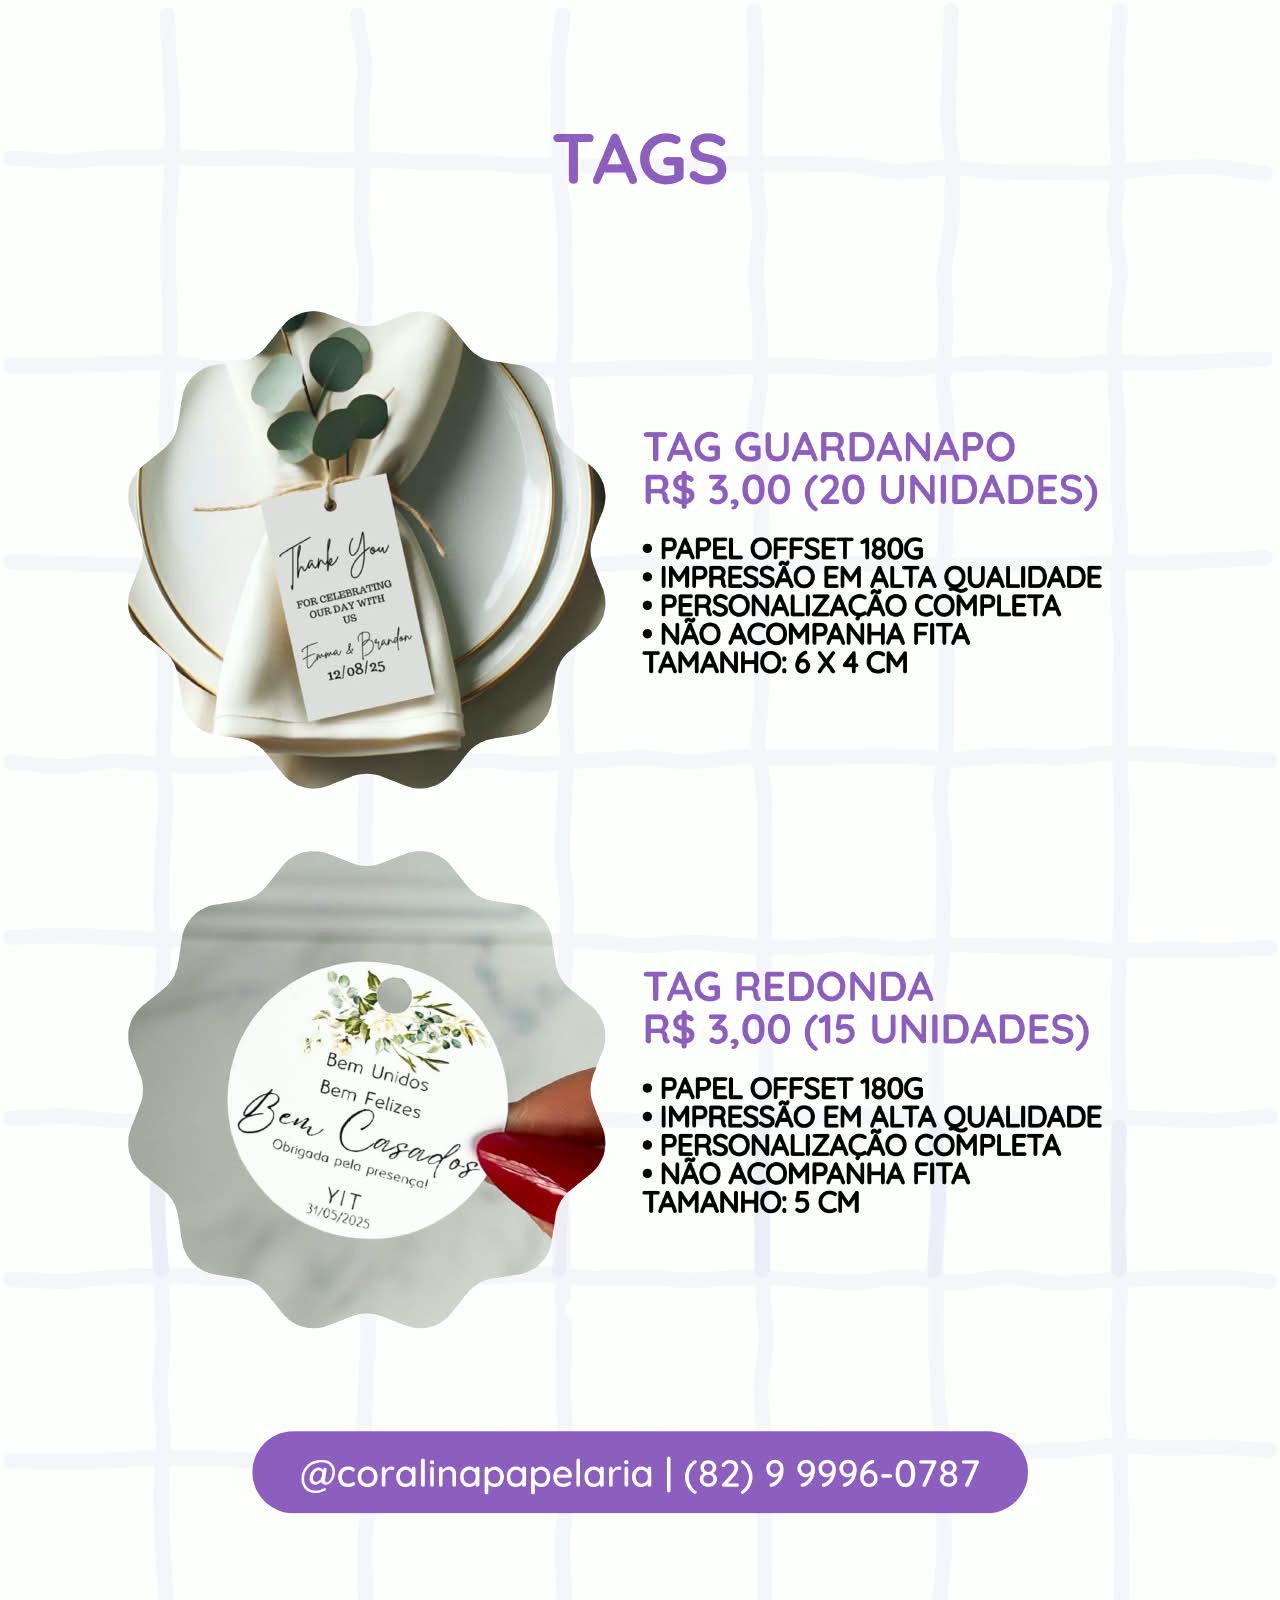 TAGS
Thank You
FOR CELEBRATING
OUR DAY WITH
US
Emma & Brandon
12/08/25
TAG GUARDANAPO
R$ 3,00 (20 UNIDADES)
• PAPEL OFFSET 180G
• IMPRESSÃO EM ALTA QUALIDADE
• PERSONALIZAÇÃO COMPLETA
• NÃO ACOMPANHA FITA
TAMANHO: 6 X 4 CM
Bem Unidos
Bem Felizes
Bem Casados
Obrigada pela presença!
YIT
31/05/2025
TAG REDONDA
R$ 3,00 (15 UNIDADES)
• PAPEL OFFSET 180G
• IMPRESSÃO EM ALTA QUALIDADE
• PERSONALIZAÇÃO COMPLETA
• NÃO ACOMPANHA FITA
TAMANHO: 5 CM
@coralinapapelaria | (82) 9 9996-0787